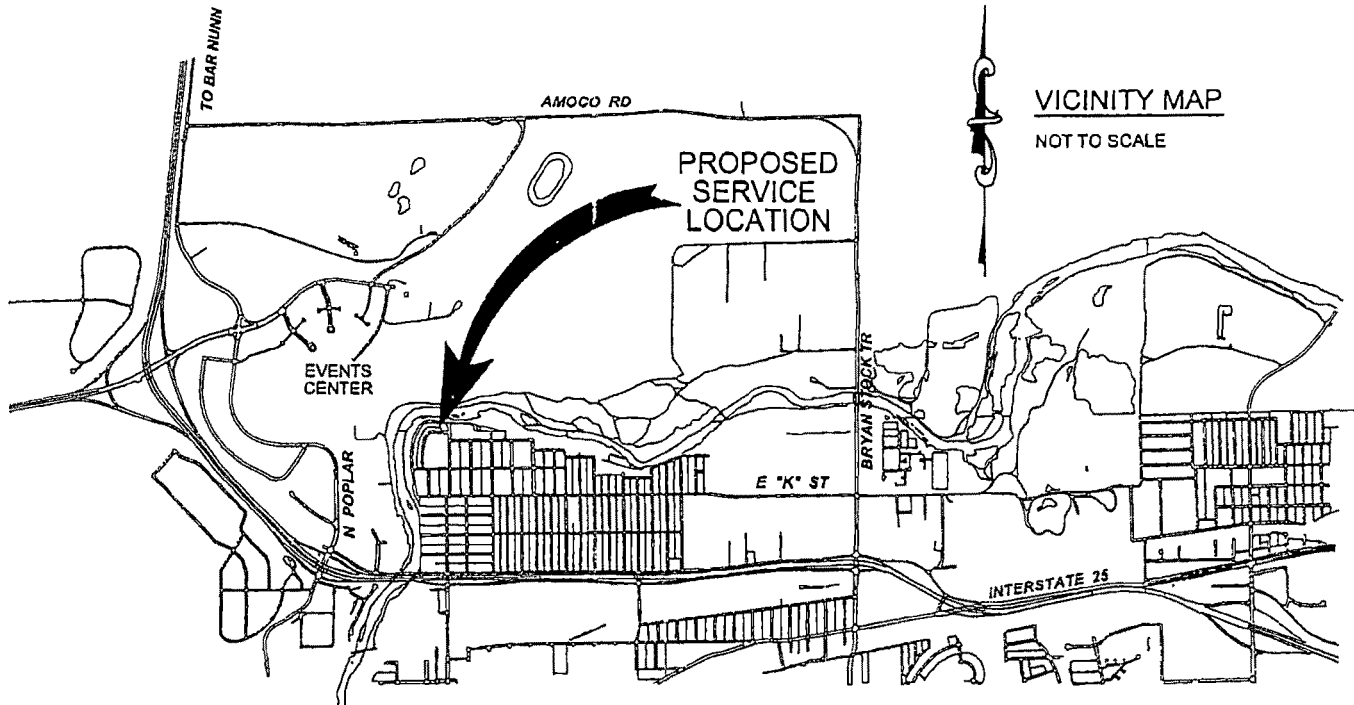 TO BAR NUNN
AMOCO RD
VICINITY MAP
NOT TO SCALE
PROPOSED
SERVICE
LOCATION
EVENTS
CENTER
BRYAN STOCK TR
N POPLAR
E "K" ST
INTERSTATE 25